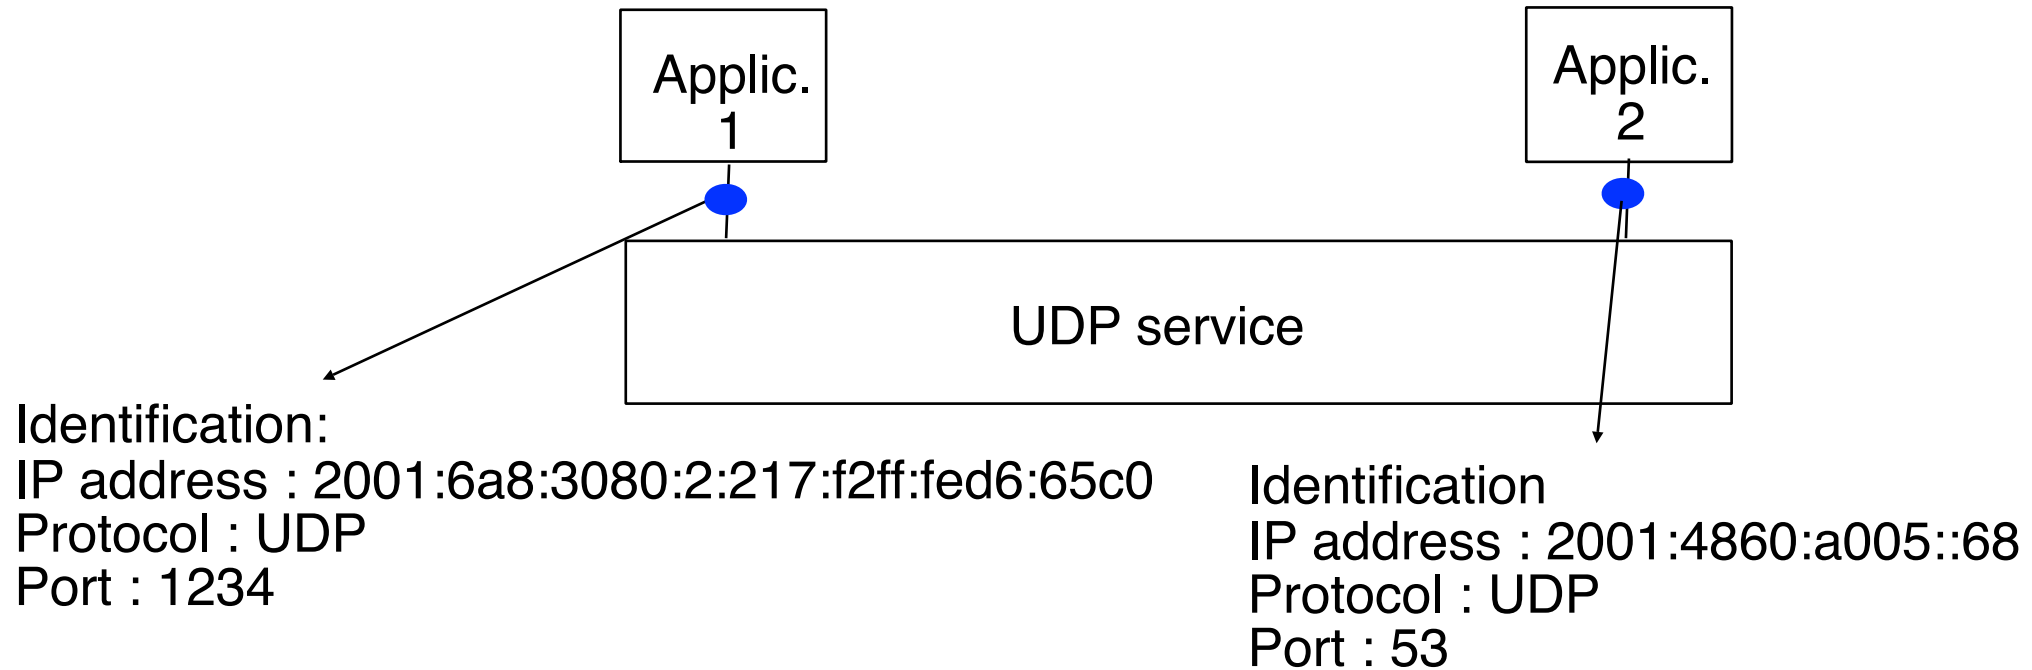 Applic.
1
Applic.
2
UDP service
Identification:
IP address : 2001:6a8:3080:2:217:f2ff:fed6:65c0
Protocol : UDP
Port : 1234
Identification
IP address : 2001:4860:a005::68
Protocol : UDP
Port : 53